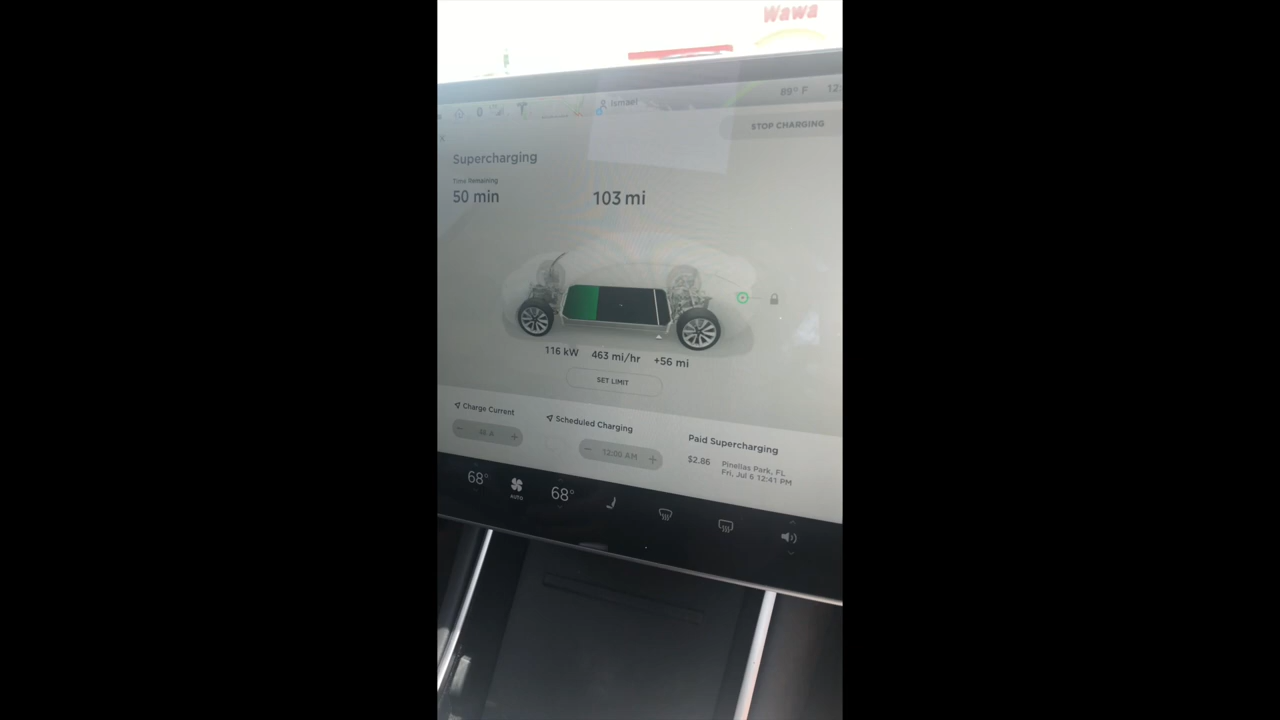 Wawa
Ismael
89° F
STOP CHARGING
Supercharging
Time Remaining
50 min
103 mi
116 kW
463 mi/hr
+56 mi
SET LIMIT
Charge Current
Scheduled Charging
Paid Supercharging
12:00 AM
$2.86
Pinellas Park, FL
Fri, Jul 6 12:41 PM
68°
AUTO
68°